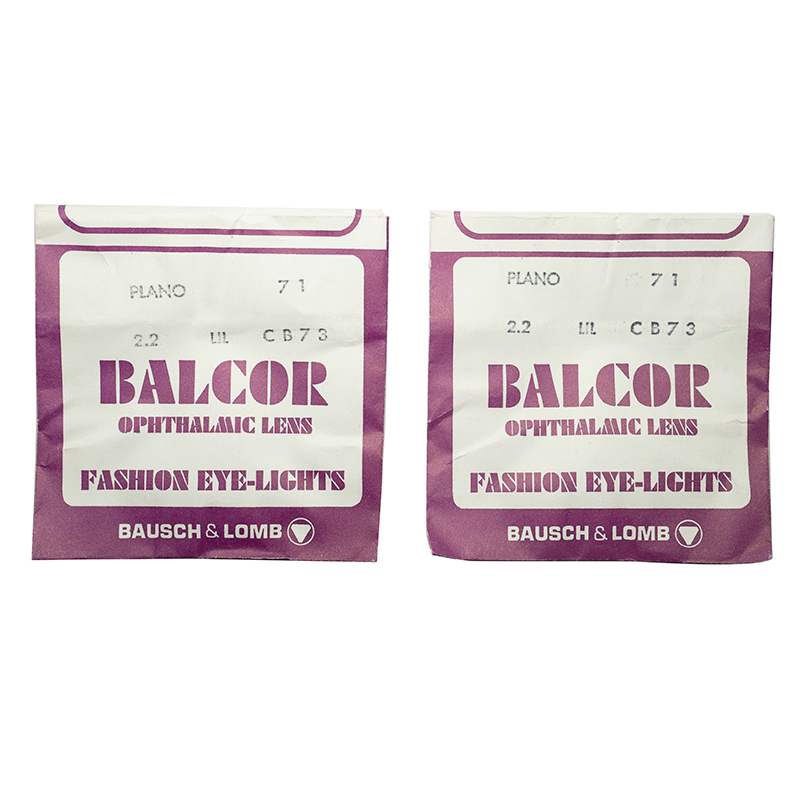 PLANO 71
2.2 LIL CB73
BALCOR
OPHTHALMIC LENS
FASHION EYE-LIGHTS
BAUSCH & LOMB
PLANO 71
2.2 LIL CB73
BALCOR
OPHTHALMIC LENS
FASHION EYE-LIGHTS
BAUSCH & LOMB